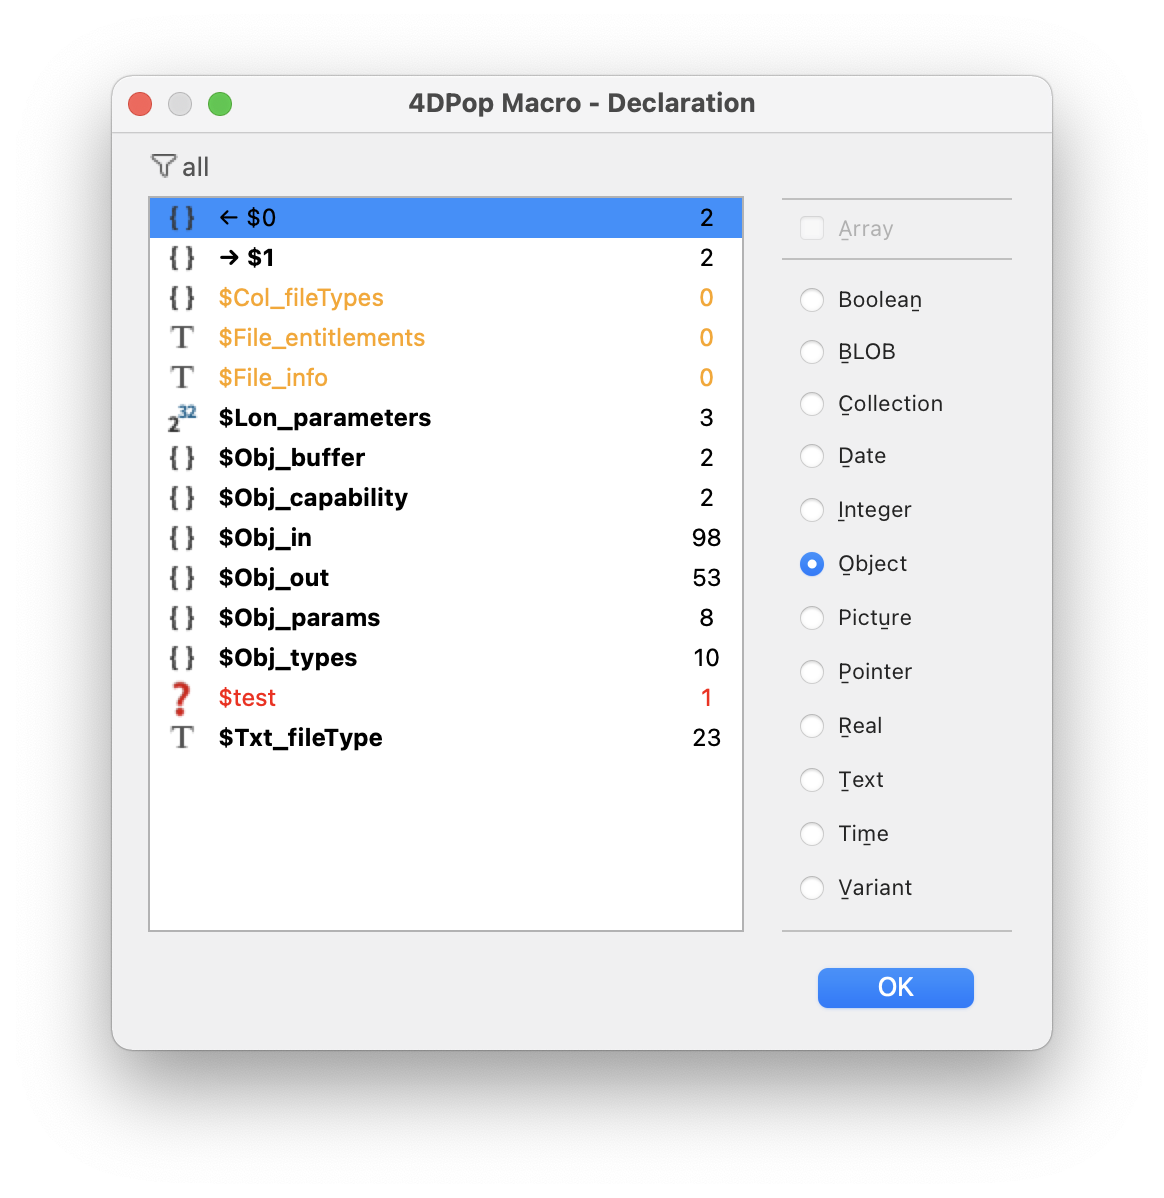 4DPop Macro - Declaration
all
{ } ← $0 2
{ } → $1 2
{ } $Col_fileTypes 0
T $File_entitlements 0
T $File_info 0
2³² $Lon_parameters 3
{ } $Obj_buffer 2
{ } $Obj_capability 2
{ } $Obj_in 98
{ } $Obj_out 53
{ } $Obj_params 8
{ } $Obj_types 10
? $test 1
T $Txt_fileType 23
Array
Boolean
BLOB
Collection
Date
Integer
Object
Picture
Pointer
Real
Text
Time
Variant
OK